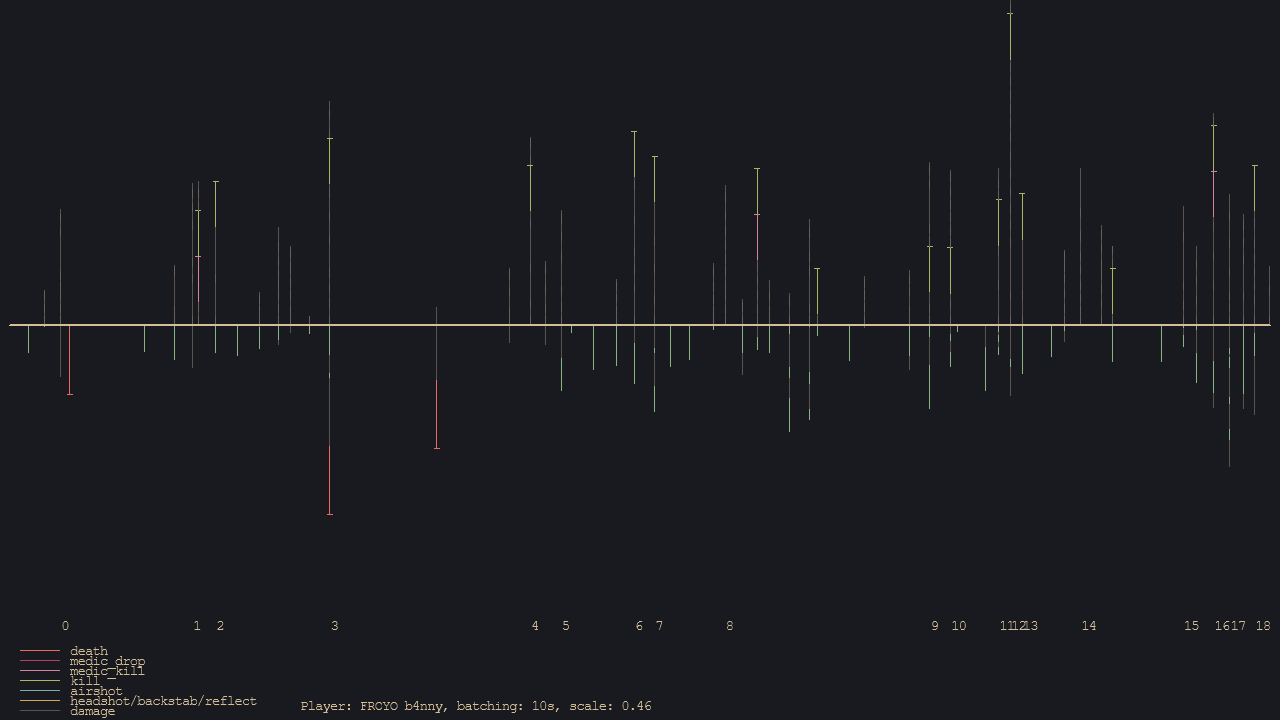 0 1 2 3 4 5 6 7 8 9 10 11 12 13 14 15 16 17 18
death
medic_drop
medic_kill
kill
airshot
headshot/backstab/reflect
damage
Player: FROYO b4nny, batching: 10s, scale: 0.46